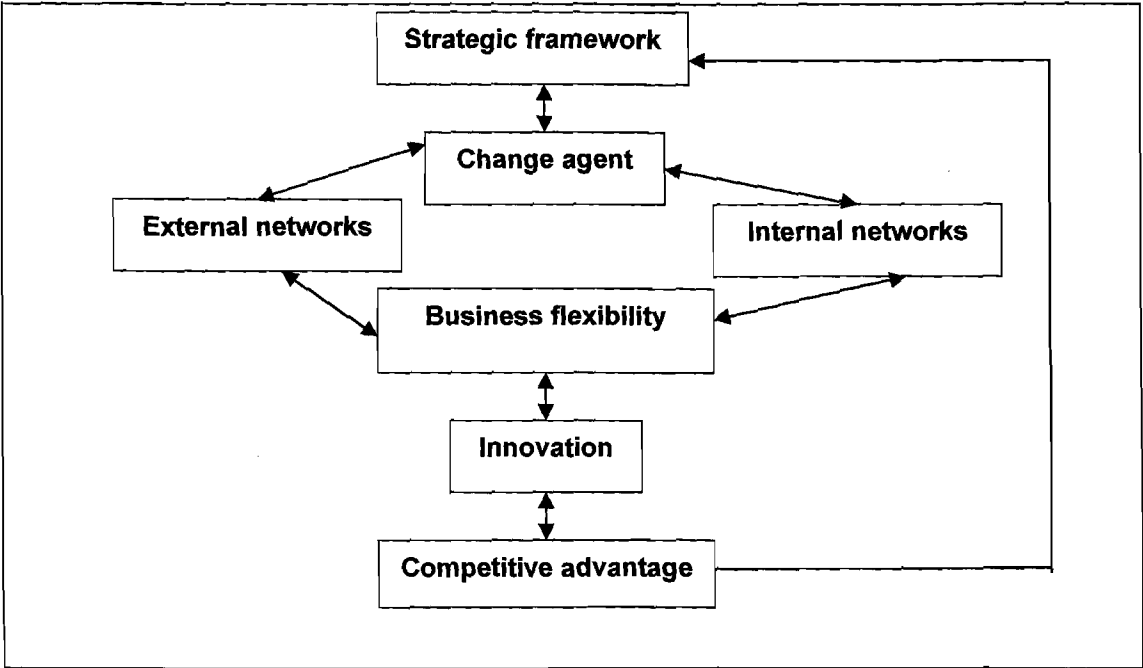 Strategic framework
Change agent
External networks
Internal networks
Business flexibility
Innovation
Competitive advantage